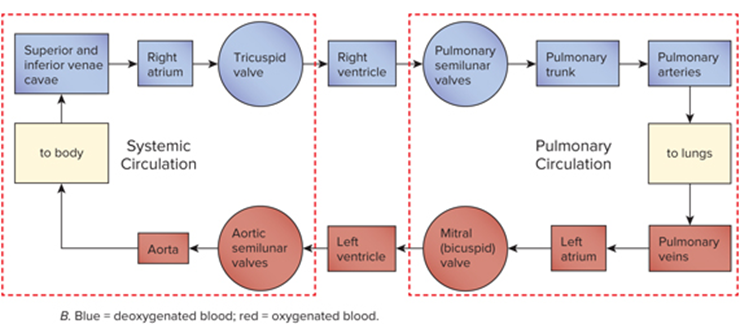 Superior and
inferior venae
cavae
Right
atrium
Tricuspid
valve
Right
ventricle
Pulmonary
semilunar
valves
Pulmonary
trunk
Pulmonary
arteries
to body
Systemic
Circulation
Pulmonary
Circulation
to lungs
Aorta
Aortic
semilunar
valves
Left
ventricle
Mitral
(bicuspid)
valve
Left
atrium
Pulmonary
veins
B. Blue = deoxygenated blood; red = oxygenated blood.